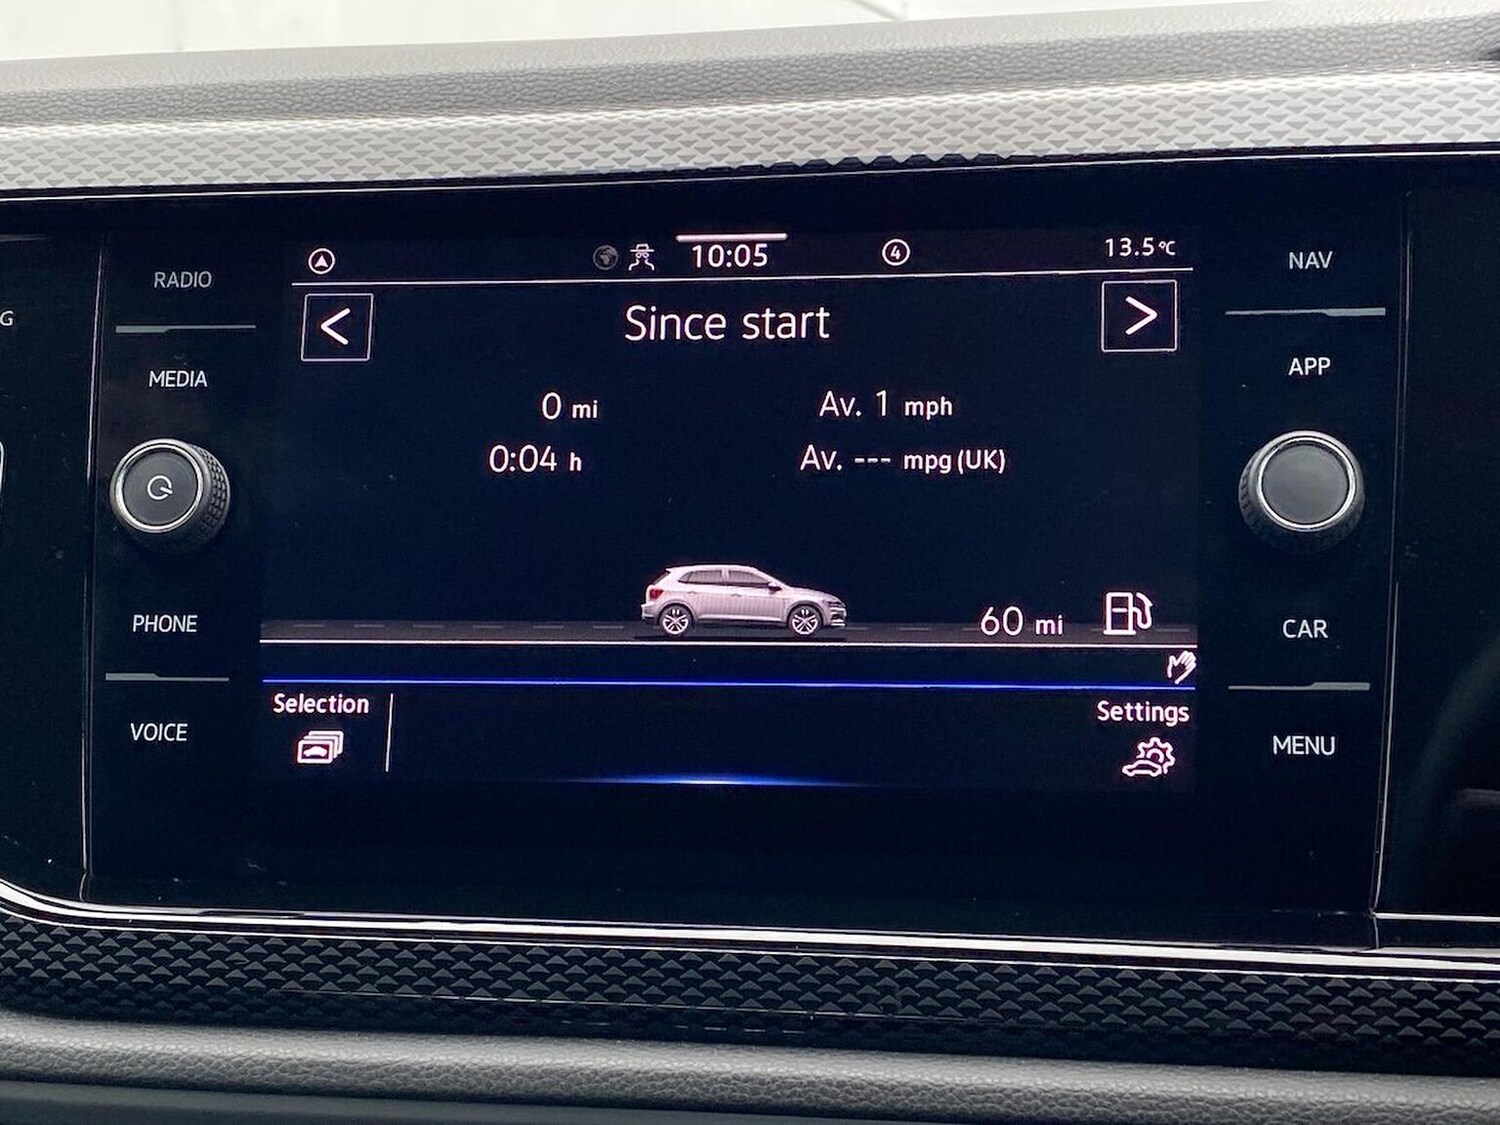 G
RADIO
MEDIA
PHONE
VOICE
10:05
4
13.5°C
<
Since start
>
0 mi
Av. 1 mph
0:04 h
Av. --- mpg (UK)
60 mi
Selection
Settings
NAV
APP
CAR
MENU